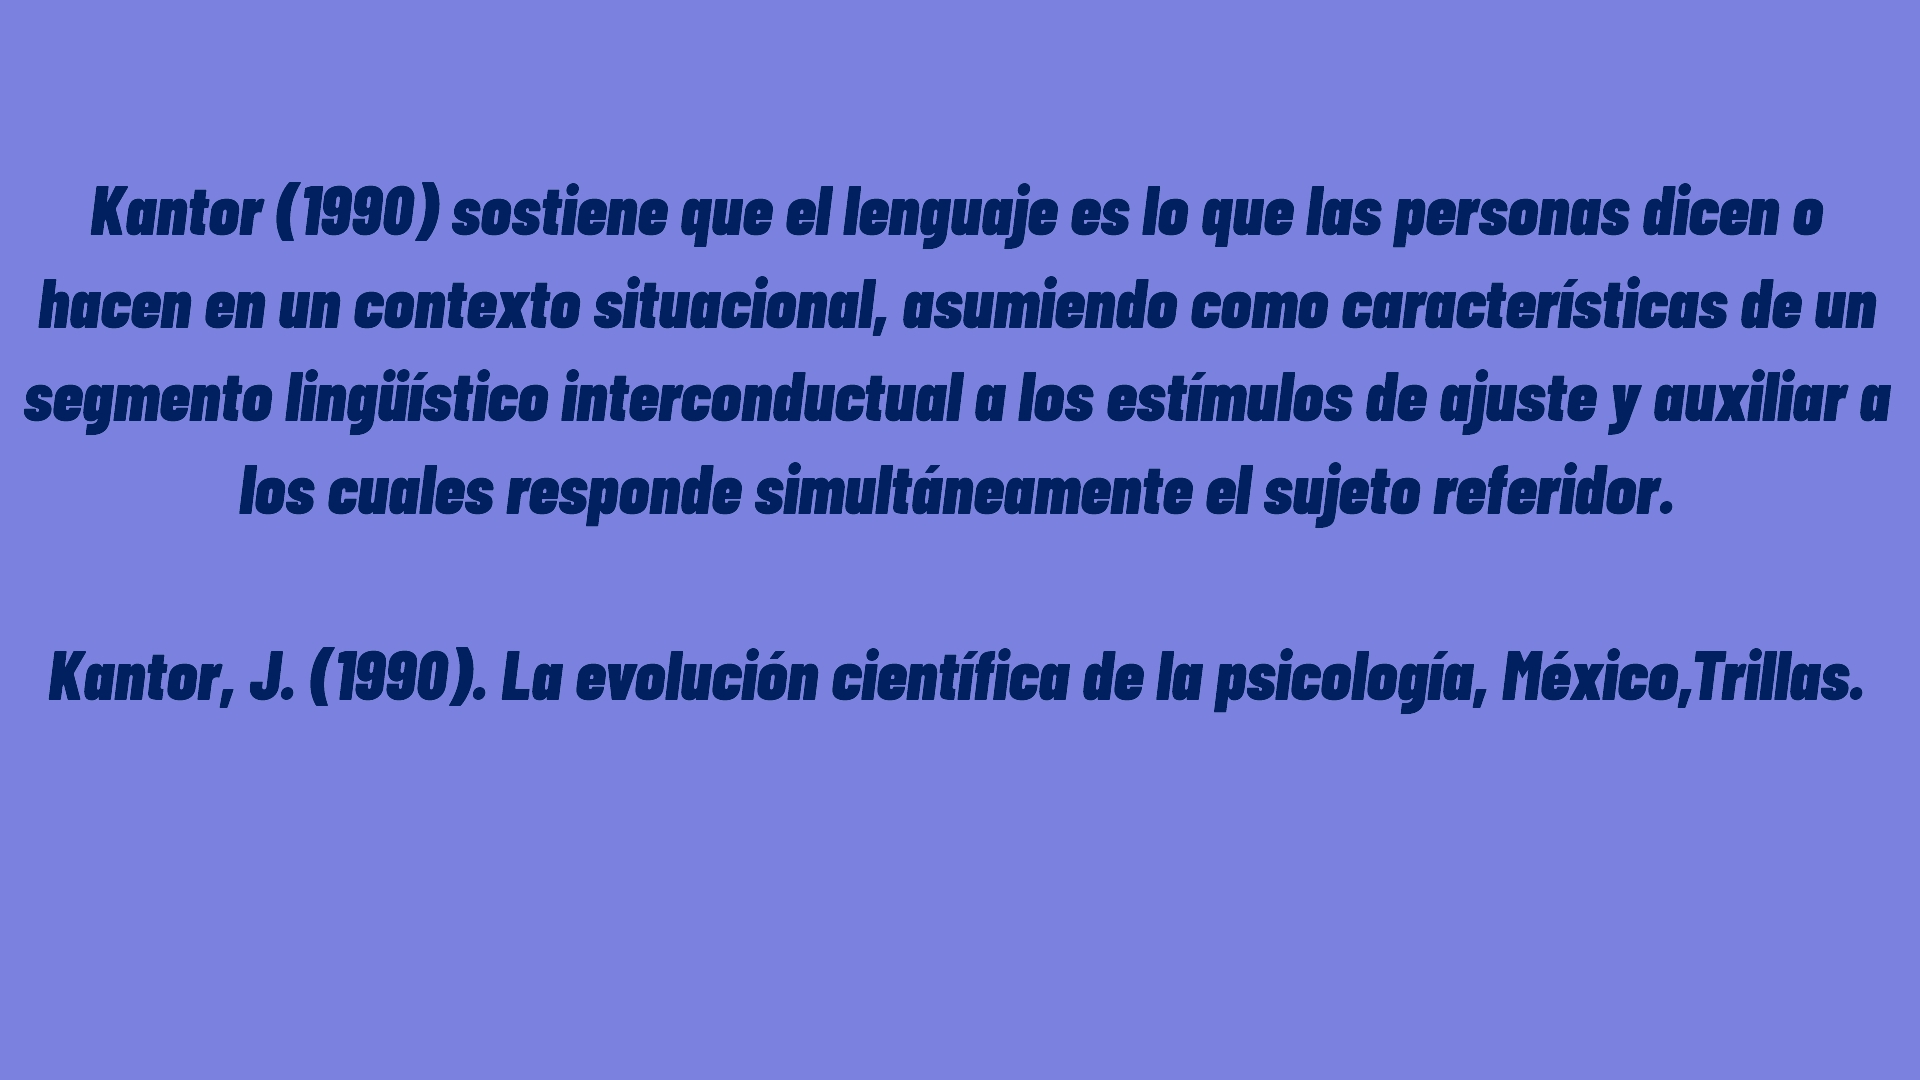 Kantor (1990) sostiene que el lenguaje es lo que las personas dicen o
hacen en un contexto situacional, asumiendo como características de un
segmento lingüístico interconductual a los estímulos de ajuste y auxiliar a
los cuales responde simultáneamente el sujeto referidor.
Kantor, J. (1990). La evolución científica de la psicología, México,Trillas.